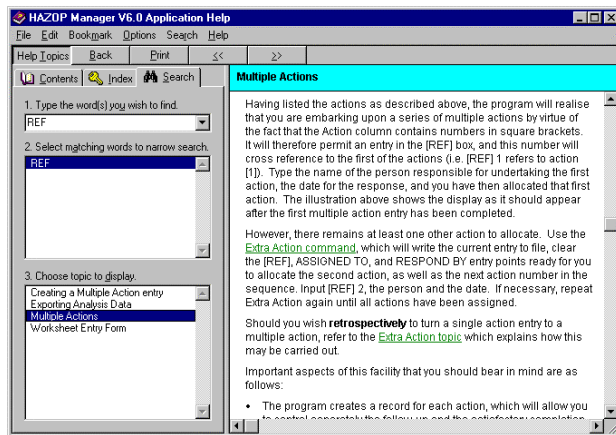 HAZOP Manager V6.0 Application Help
File Edit Bookmark Options Search Help
Help Topics Back Print << >>
Contents Index Search
1. Type the word(s) you wish to find.
REF
2. Select matching words to narrow search.
REF
3. Choose topic to display.
Creating a Multiple Action entry
Exporting Analysis Data
Multiple Actions
Worksheet Entry Form
Multiple Actions
Having listed the actions as described above, the program will realise
that you are embarking upon a series of multiple actions by virtue of
the fact that the Action column contains numbers in square brackets.
It will therefore permit an entry in the [REF] box, and this number will
cross reference to the first of the actions (i.e. [REF] 1 refers to action
[1]). Type the name of the person responsible for undertaking the first
action, the date for the response, and you have then allocated that first
action. The illustration above shows the display as it should appear
after the first multiple action entry has been completed.
However, there remains at least one other action to allocate. Use the
Extra Action command, which will write the current entry to file, clear
the [REF], ASSIGNED TO, and RESPOND BY entry points ready for you
to allocate the second action, as well as the next action number in the
sequence. Input [REF] 2, the person and the date. If necessary, repeat
Extra Action again until all actions have been assigned.
Should you wish retrospectively to turn a single action entry to a
multiple action, refer to the Extra Action topic which explains how this
may be carried out.
Important aspects of this facility that you should bear in mind are as
follows:
• The program creates a record for each action, which will allow you
to control separately the follow up and the satisfactory completion